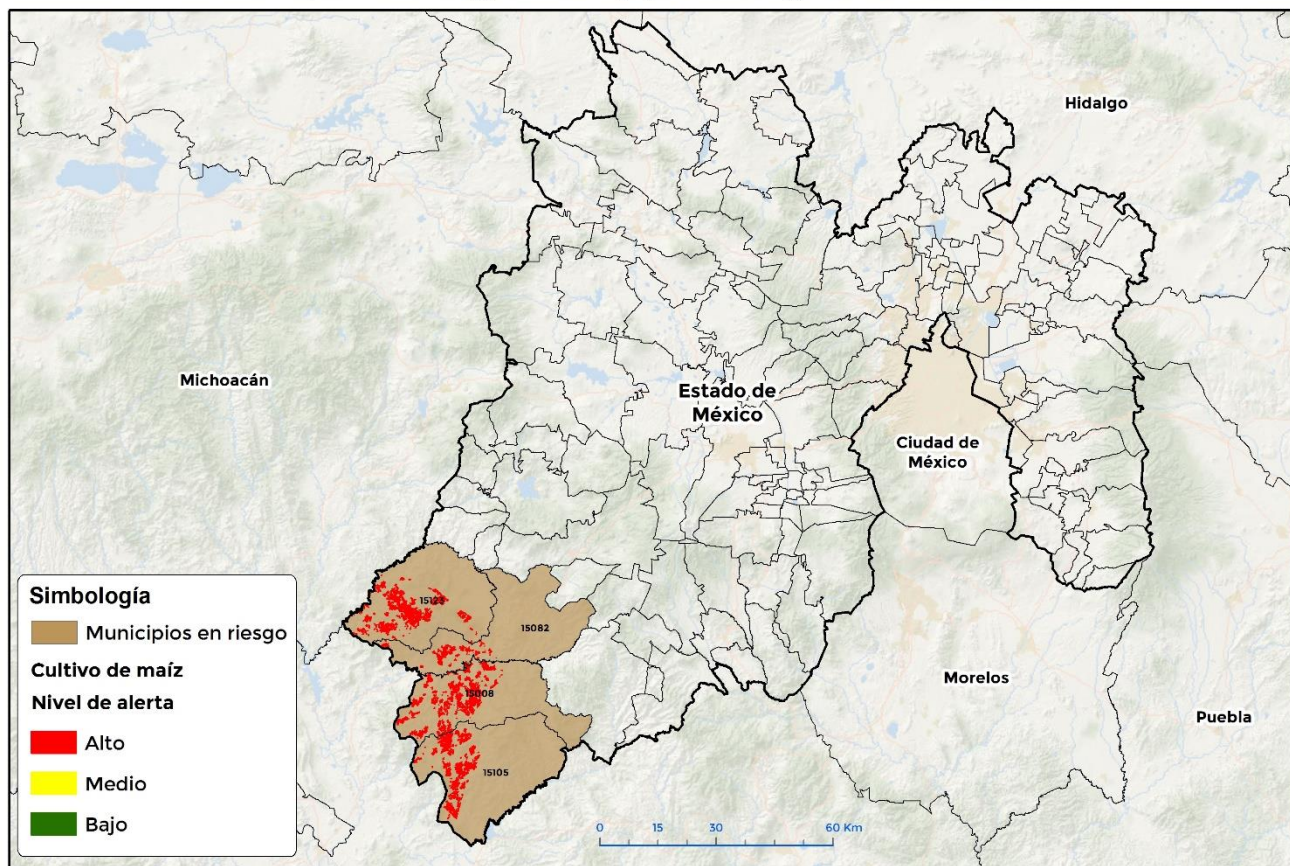 Hidalgo
Michoacán
Estado de
México
Ciudad de
México
Morelos
Puebla
15123
15082
15008
15105
Simbología
Municipios en riesgo
Cultivo de maíz
Nivel de alerta
Alto
Medio
Bajo
0 15 30 60 Km